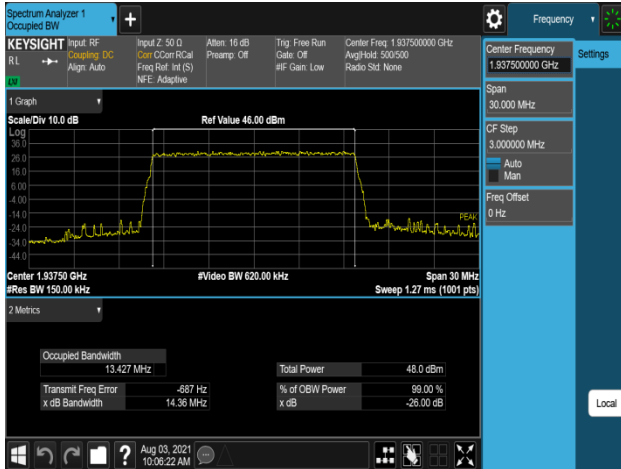 Spectrum Analyzer 1
Occupied BW
+
Frequency
KEYSIGHT
RL
Input: RF
Coupling: DC
Align: Auto
Input Z: 50 Ω
Corr CCorr RCal
Freq Ref: Int (S)
NFE: Adaptive
Atten: 16 dB
Preamp: Off
Trig: Free Run
Gate: Off
#IF Gain: Low
Center Freq: 1.937500000 GHz
Avg|Hold: 500/500
Radio Std: None
Center Frequency
1.937500000 GHz
Settings
Span
30.000 MHz
CF Step
3.000000 MHz
Auto
Man
Freq Offset
0 Hz
1 Graph
Scale/Div 10.0 dB
Ref Value 46.00 dBm
Log
36.0
26.0
16.0
6.00
-4.00
-14.0
-24.0
-34.0
-44.0
PEAK
Center 1.93750 GHz
#Video BW 620.00 kHz
Span 30 MHz
#Res BW 150.00 kHz
Sweep 1.27 ms (1001 pts)
2 Metrics
Occupied Bandwidth
13.427 MHz
Total Power
48.0 dBm
Transmit Freq Error
-687 Hz
% of OBW Power
99.00 %
x dB Bandwidth
14.36 MHz
x dB
-26.00 dB
Local
?
Aug 03, 2021
10:06:22 AM